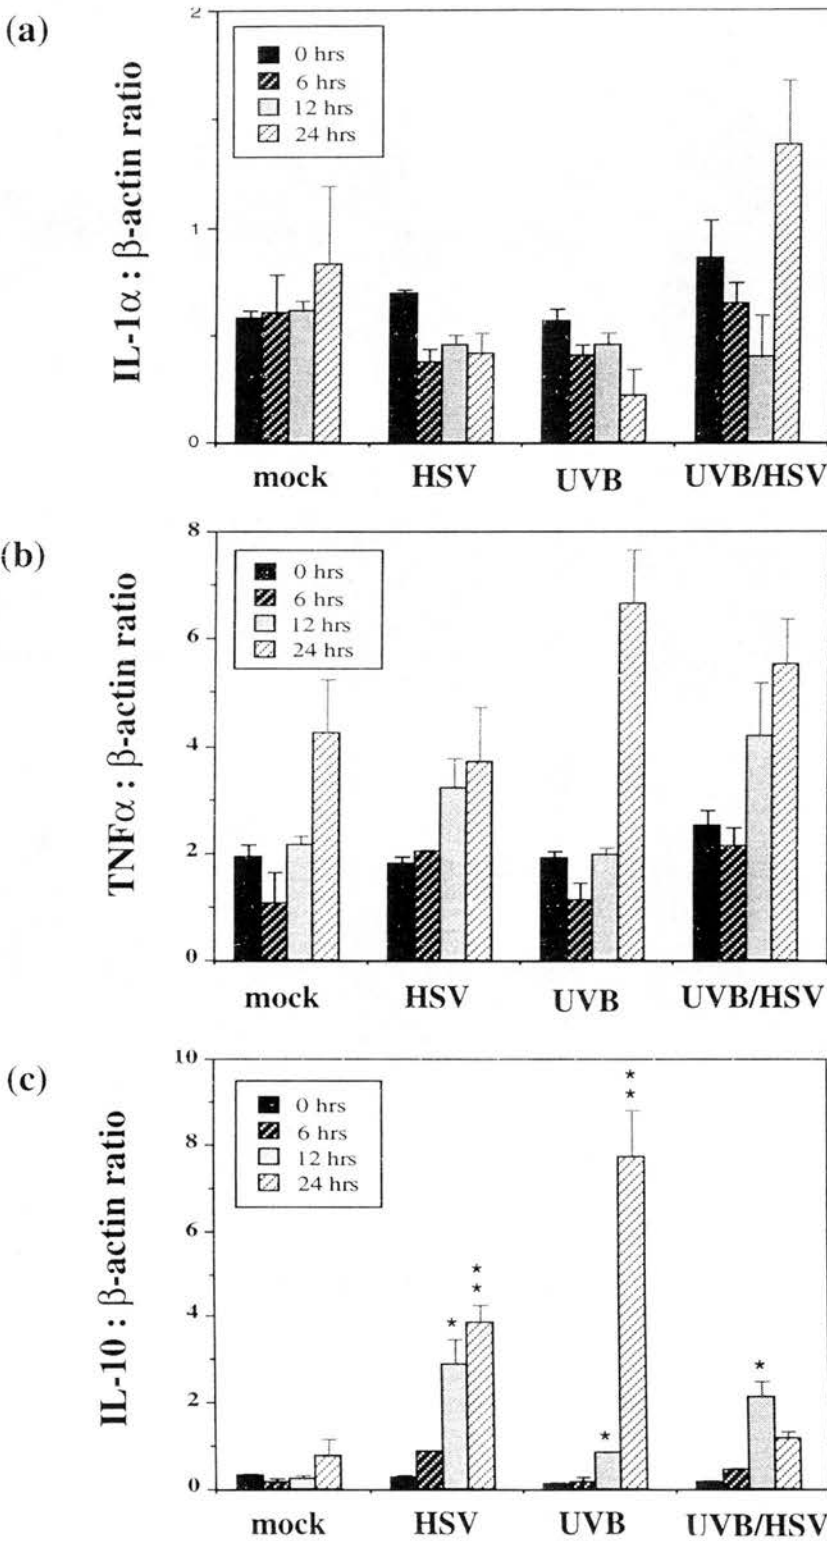 (a)
IL-1α : β-actin ratio
2
1
0
0 hrs
6 hrs
12 hrs
24 hrs
mock HSV UVB UVB/HSV
(b)
TNFα : β-actin ratio
8
6
4
2
0
0 hrs
6 hrs
12 hrs
24 hrs
mock HSV UVB UVB/HSV
(c)
IL-10 : β-actin ratio
10
8
6
4
2
0
0 hrs
6 hrs
12 hrs
24 hrs
* * * * * * *
mock HSV UVB UVB/HSV